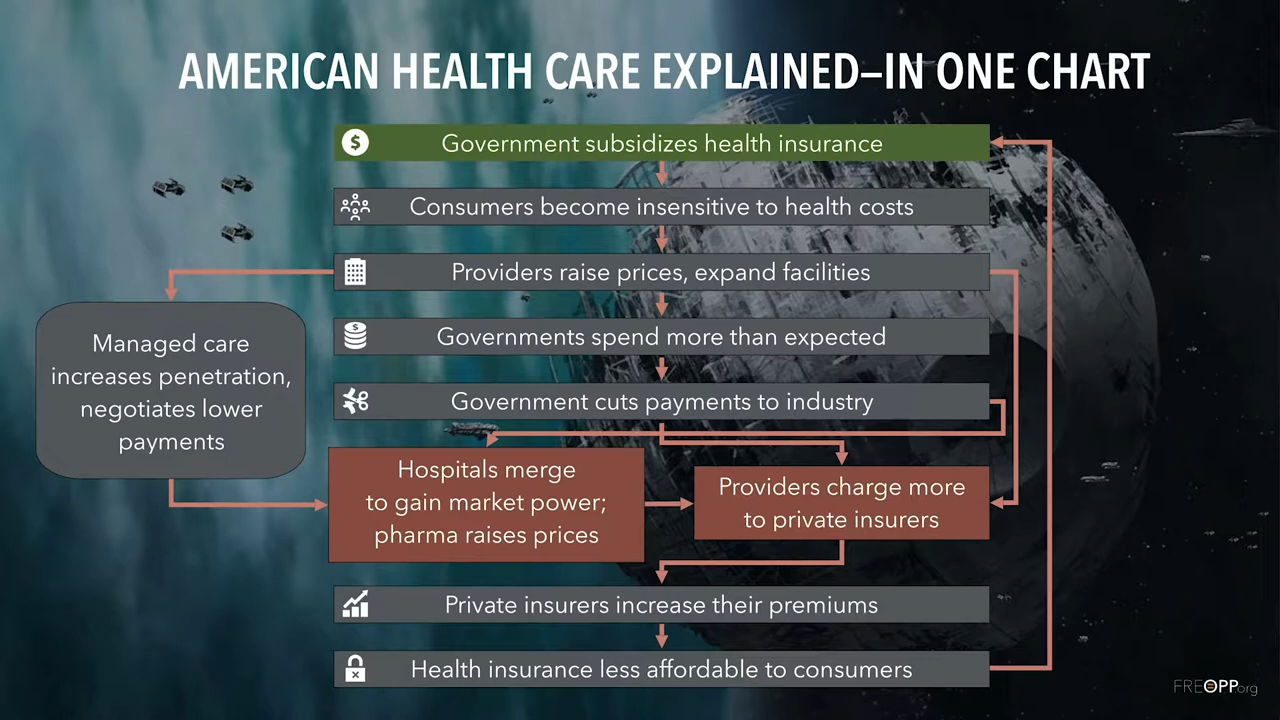 AMERICAN HEALTH CARE EXPLAINED—IN ONE CHART
Government subsidizes health insurance
Consumers become insensitive to health costs
Providers raise prices, expand facilities
Governments spend more than expected
Government cuts payments to industry
Managed care
increases penetration,
negotiates lower
payments
Hospitals merge
to gain market power;
pharma raises prices
Providers charge more
to private insurers
Private insurers increase their premiums
Health insurance less affordable to consumers
FREOPP.org